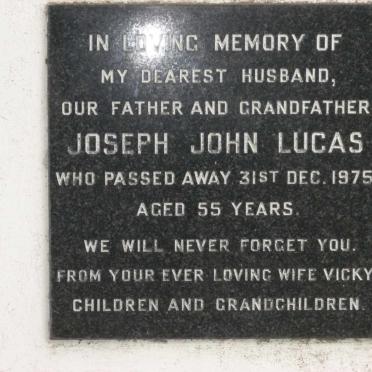 IN LOVING MEMORY OF
MY DEAREST HUSBAND,
OUR FATHER AND GRANDFATHER
JOSEPH JOHN LUCAS
WHO PASSED AWAY 31ST DEC. 1975
AGED 55 YEARS.
WE WILL NEVER FORGET YOU.
FROM YOUR EVER LOVING WIFE VICKY
CHILDREN AND GRANDCHILDREN.